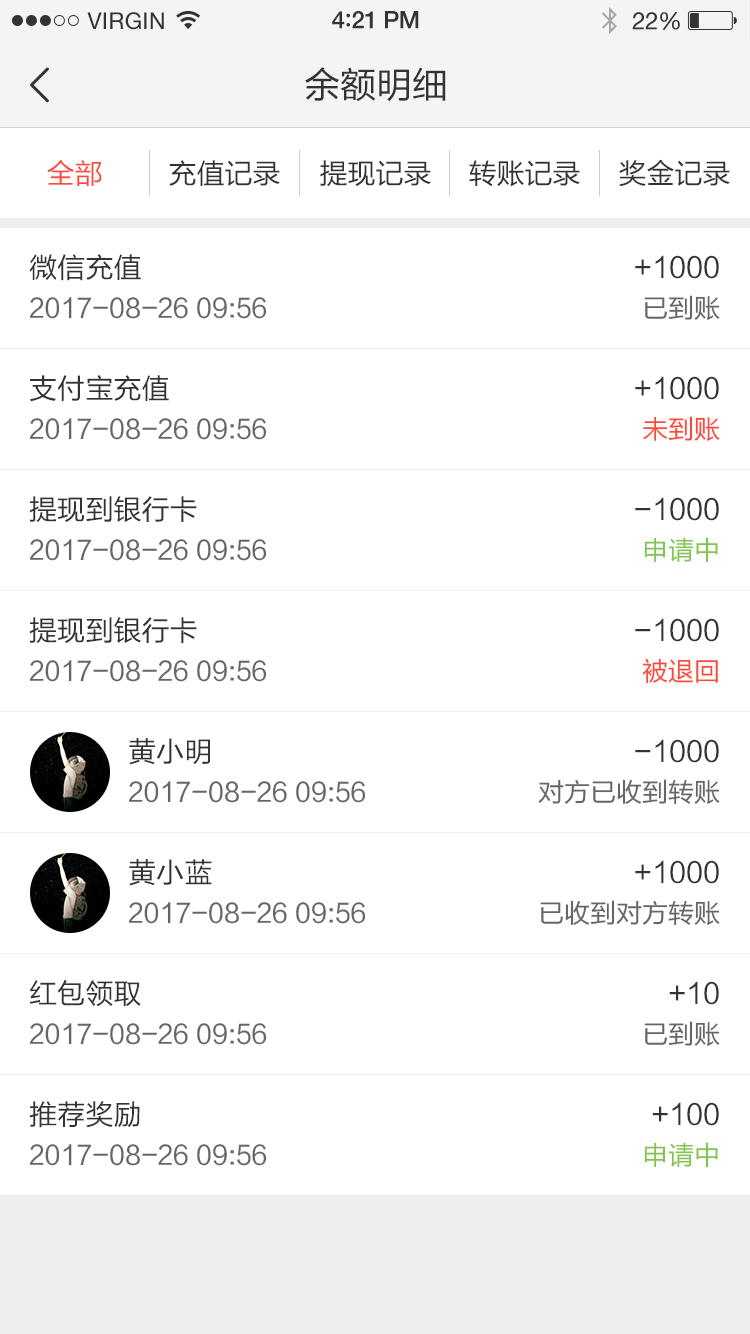 VIRGIN 4:21 PM 22%
余额明细
全部 充值记录 提现记录 转账记录 奖金记录
微信充值 +1000
2017-08-26 09:56 已到账
支付宝充值 +1000
2017-08-26 09:56 未到账
提现到银行卡 -1000
2017-08-26 09:56 申请中
提现到银行卡 -1000
2017-08-26 09:56 被退回
黄小明 -1000
2017-08-26 09:56 对方已收到转账
黄小蓝 +1000
2017-08-26 09:56 已收到对方转账
红包领取 +10
2017-08-26 09:56 已到账
推荐奖励 +100
2017-08-26 09:56 申请中